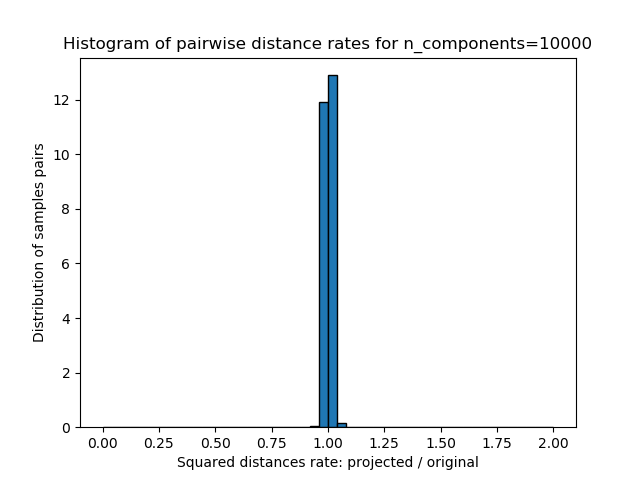 Histogram of pairwise distance rates for n_components=10000
Distribution of samples pairs
12
10
8
6
4
2
0
0.00 0.25 0.50 0.75 1.00 1.25 1.50 1.75 2.00
Squared distances rate: projected / original